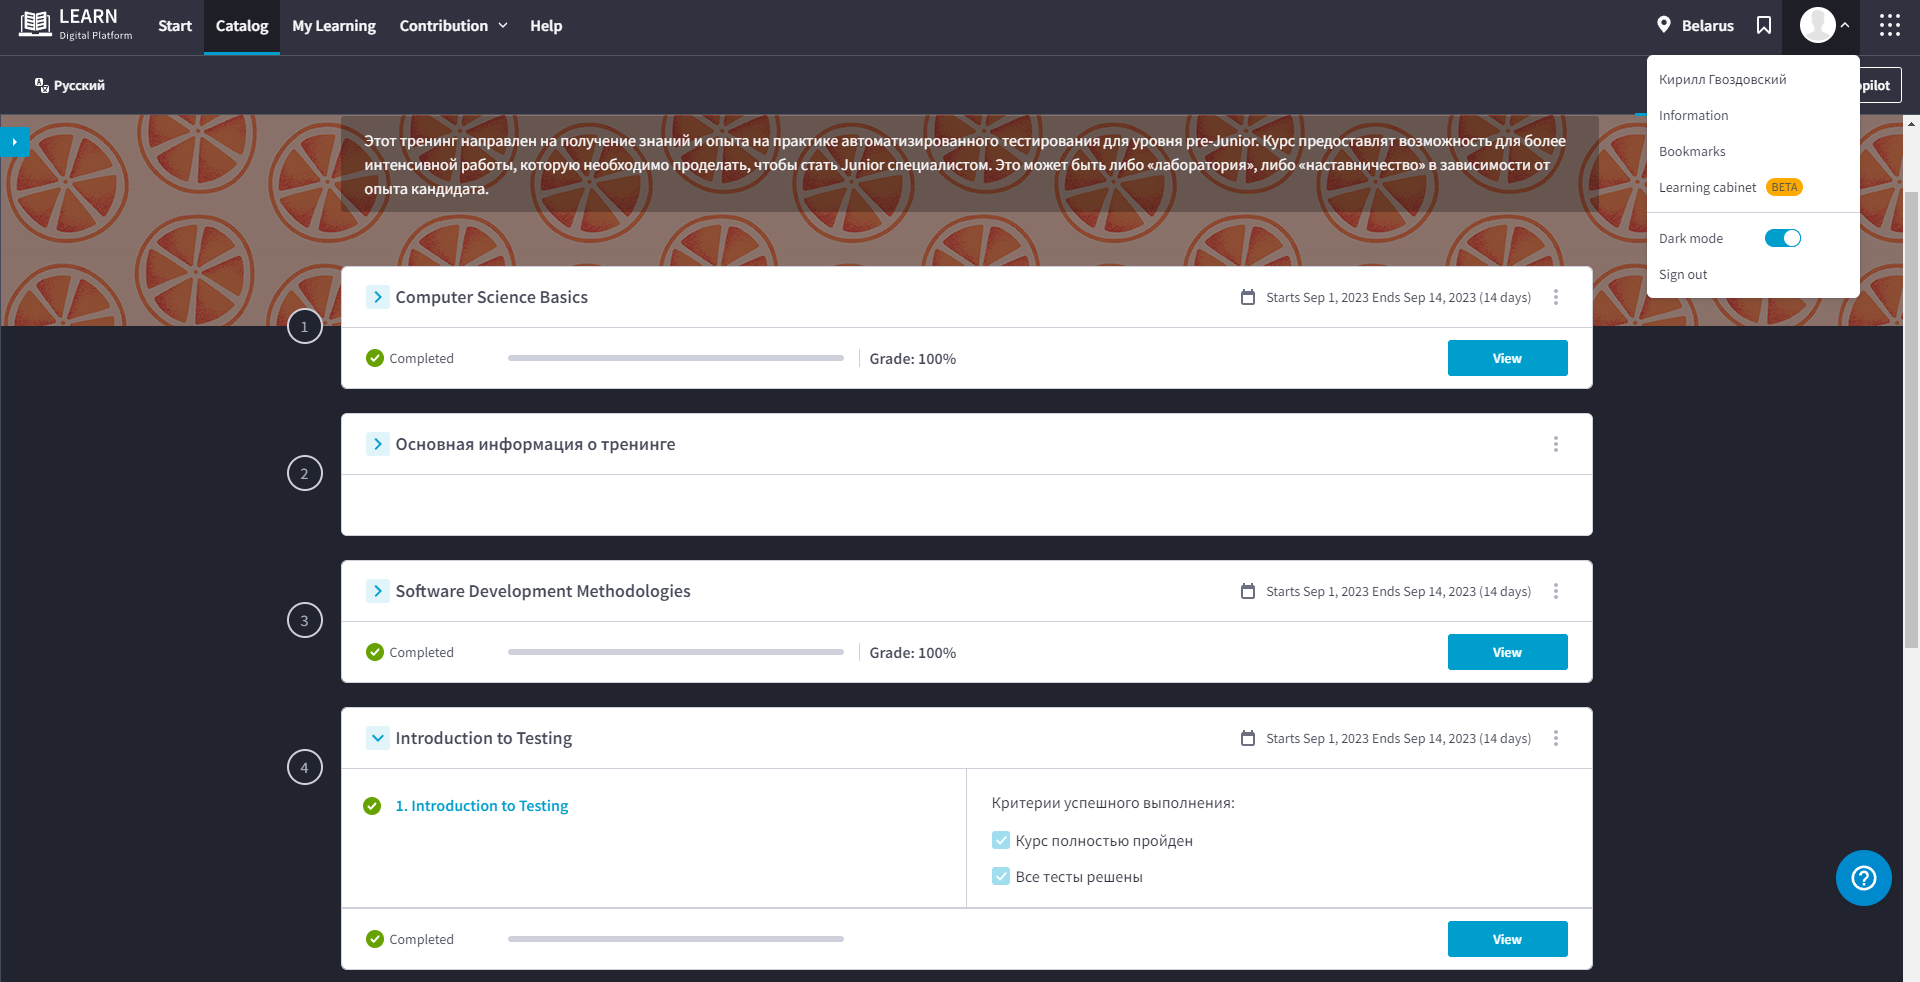 LEARN
Digital Platform
Start
Catalog
My Learning
Contribution
Help
Belarus
Русский
pilot
Кирилл Гвоздовский
Information
Bookmarks
Learning cabinet BETA
Dark mode
Sign out
Этот тренинг направлен на получение знаний и опыта на практике автоматизированного тестирования для уровня pre-Junior. Курс предоставлят возможность для более
интенсивной работы, которую необходимо проделать, чтобы стать Junior специалистом. Это может быть либо «лаборатория», либо «наставничество» в зависимости от
опыта кандидата.
1
Computer Science Basics
Starts Sep 1, 2023 Ends Sep 14, 2023 (14 days)
Completed
Grade: 100%
View
2
Основная информация о тренинге
3
Software Development Methodologies
Starts Sep 1, 2023 Ends Sep 14, 2023 (14 days)
Completed
Grade: 100%
View
4
Introduction to Testing
Starts Sep 1, 2023 Ends Sep 14, 2023 (14 days)
1. Introduction to Testing
Критерии успешного выполнения:
Курс полностью пройден
Все тесты решены
Completed
View